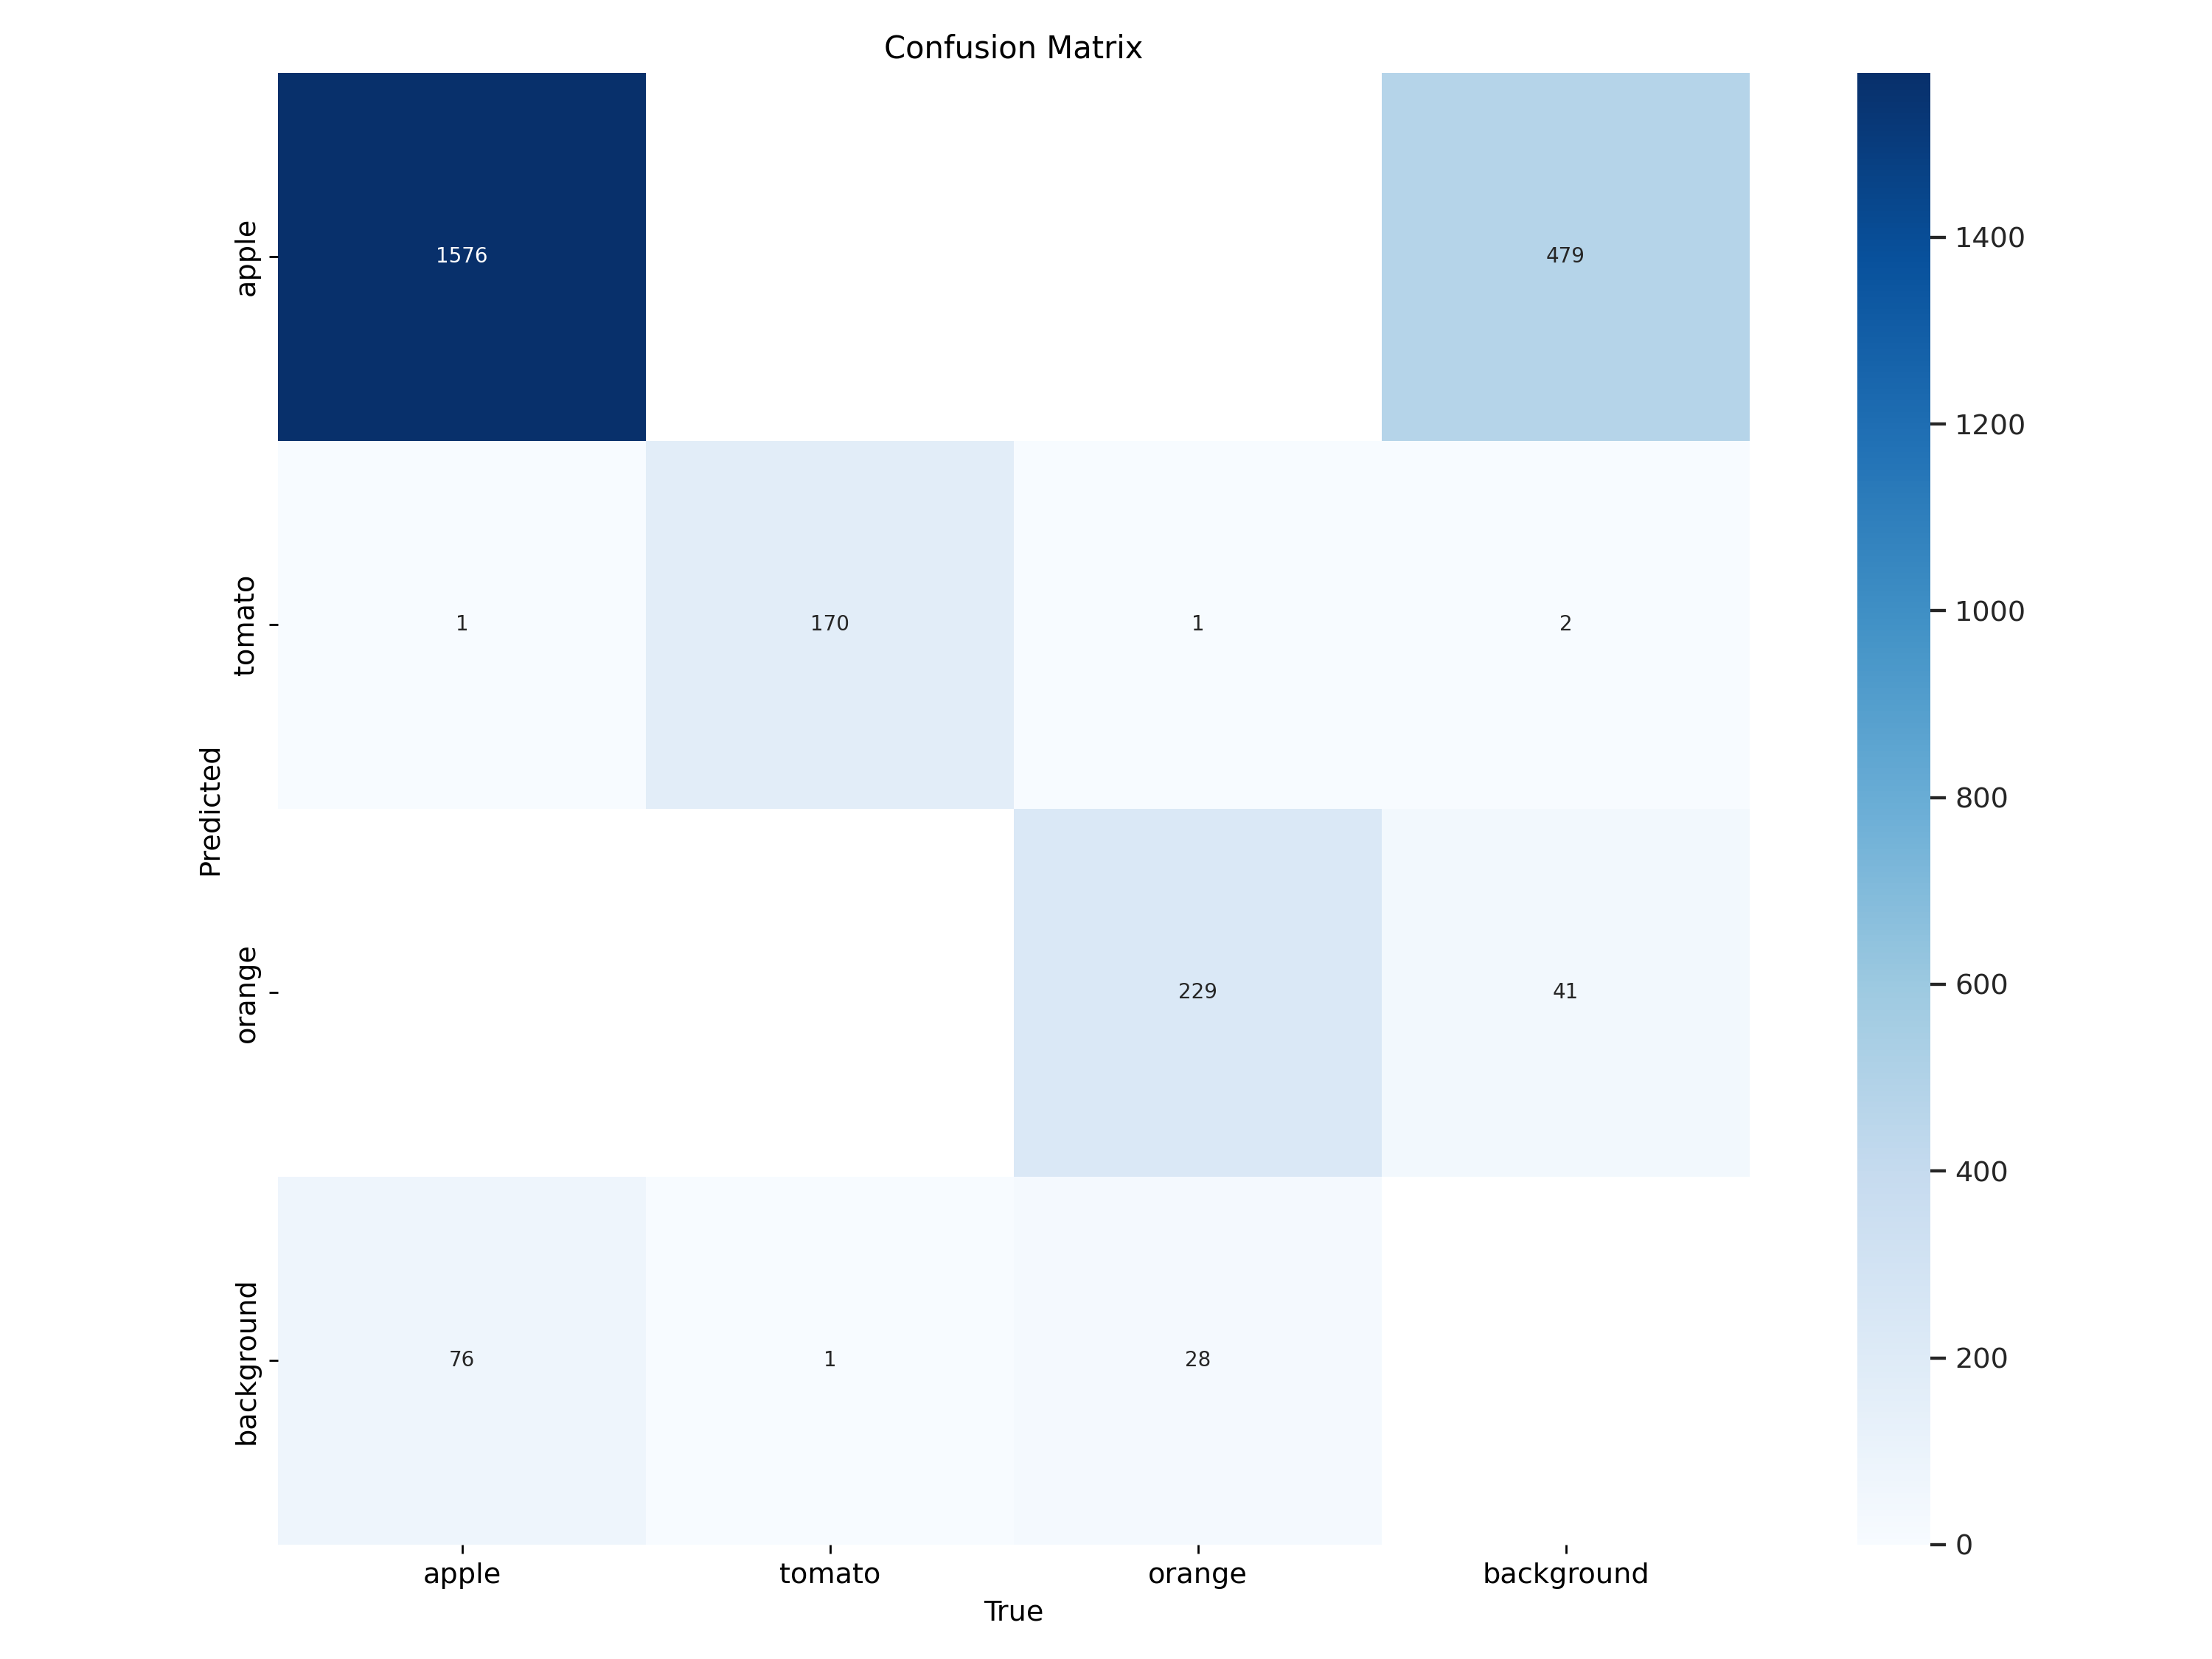 Confusion Matrix
apple
1576
479
1400
1200
tomato
1
170
1
2
1000
800
Predicted
orange
229
41
600
400
background
76
1
28
200
0
apple
tomato
orange
background
True